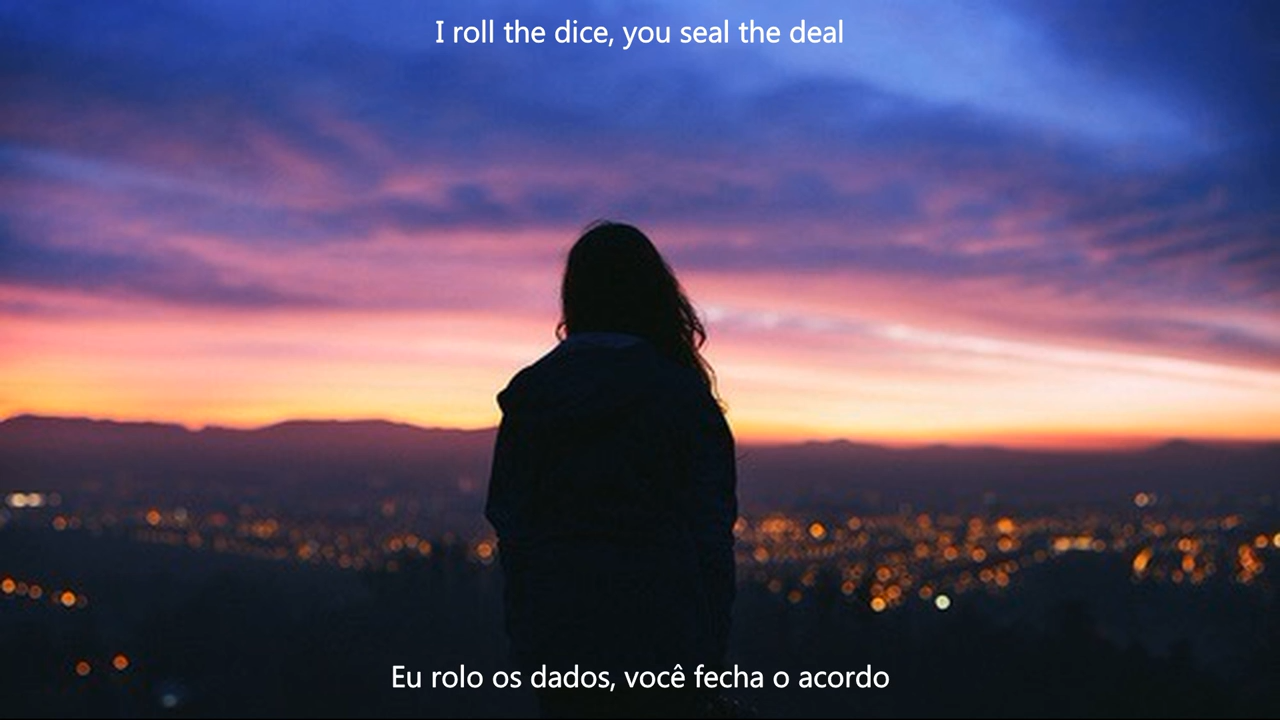 I roll the dice, you seal the deal
Eu rolo os dados, você fecha o acordo